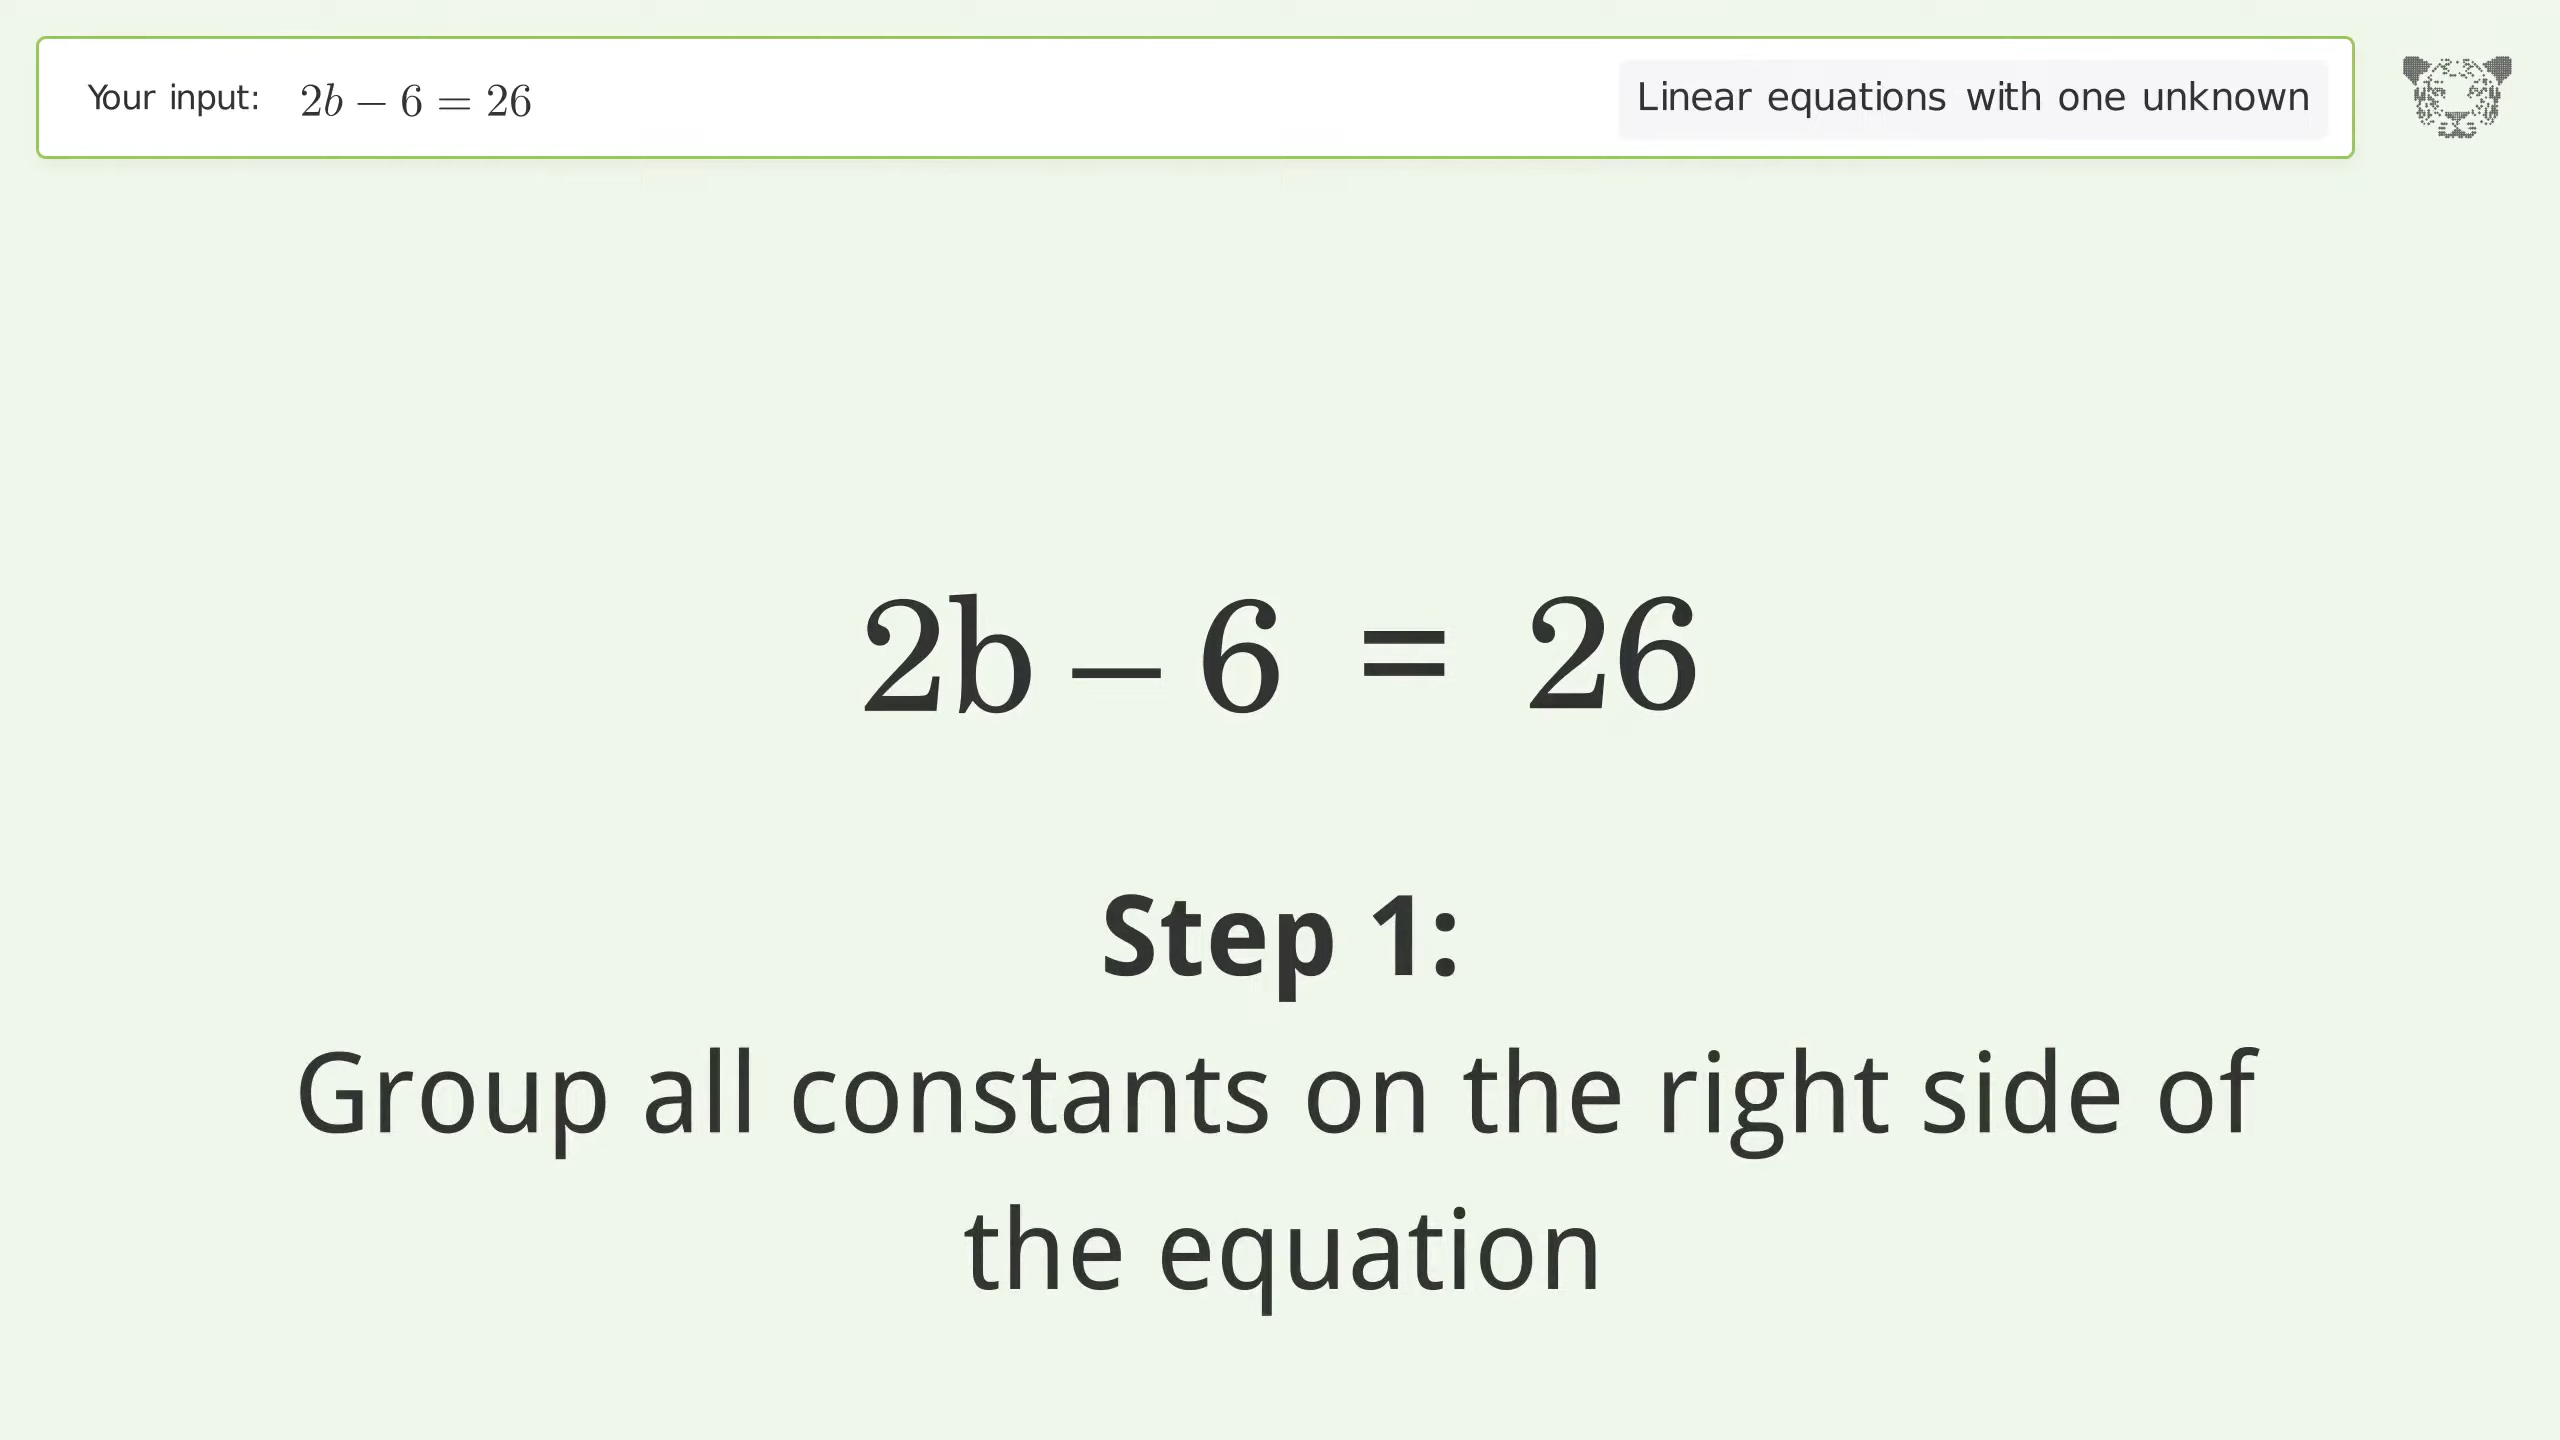 Your input: 2b − 6 = 26
Linear equations with one unknown
2b – 6 = 26
Step 1:
Group all constants on the right side of
the equation